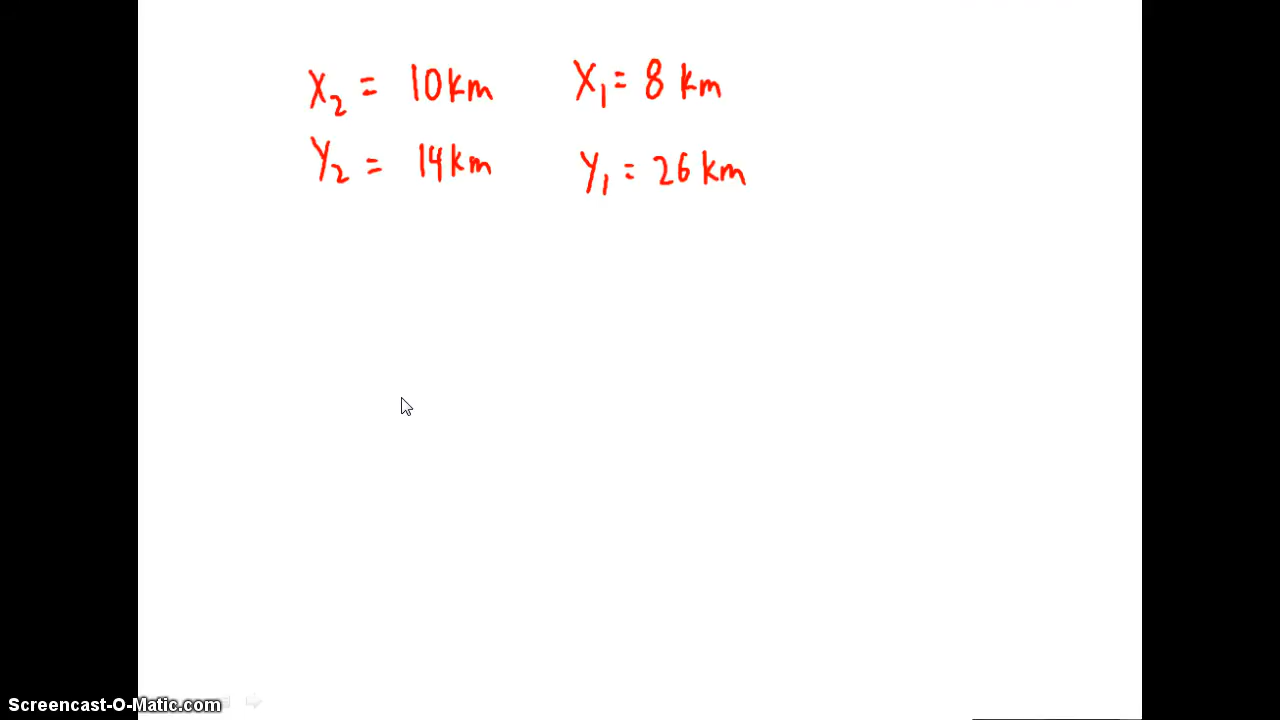 X₂ = 10km X₁ = 8 km
Y₂ = 14km Y₁ = 26 km
Screencast-O-Matic.com